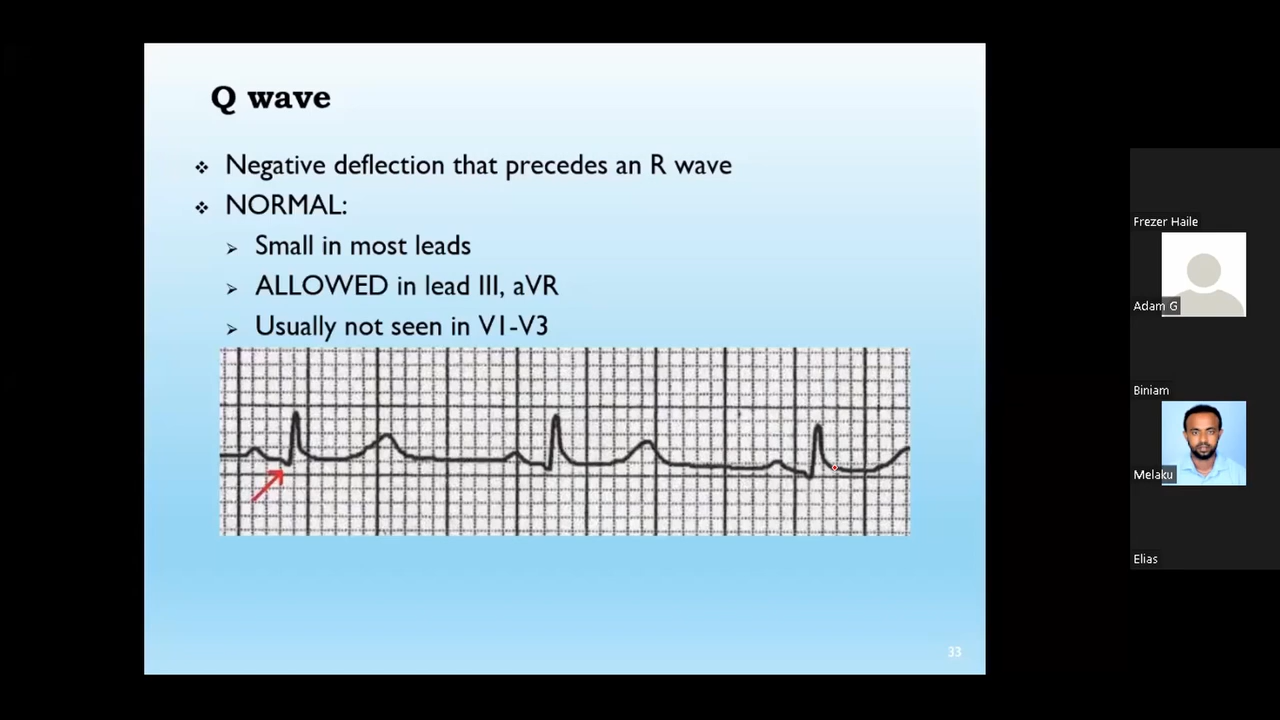 Q wave
Negative deflection that precedes an R wave
NORMAL:
Small in most leads
ALLOWED in lead III, aVR
Usually not seen in V1-V3
33
Frezer Haile
Adam G
Biniam
Melaku
Elias